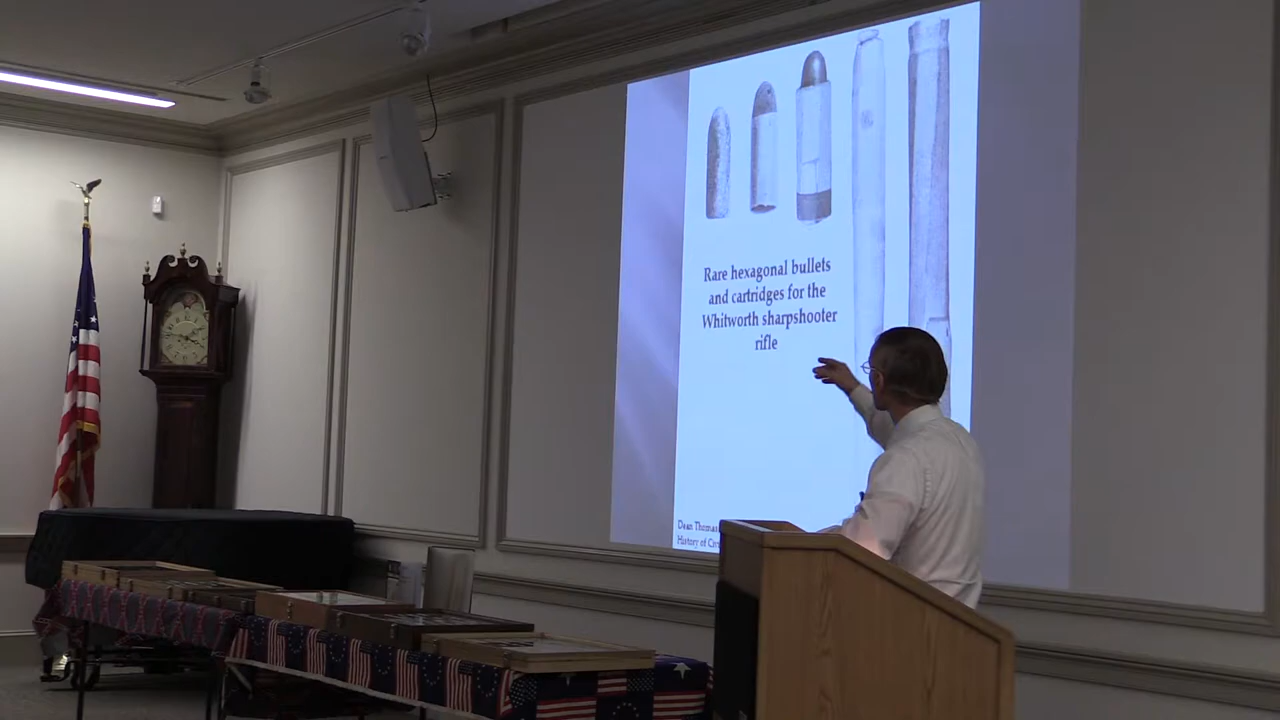 Rare hexagonal bullets
and cartridges for the
Whitworth sharpshooter
rifle
Dean Thomas
History of